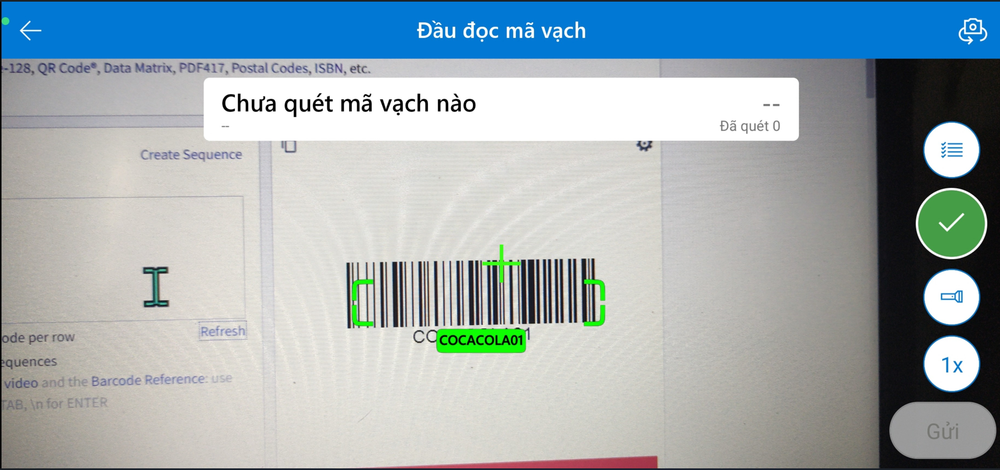 Đầu đọc mã vạch
-128, QR Code®, Data Matrix, PDF417, Postal Codes, ISBN, etc.
Chưa quét mã vạch nào
--
--
Đã quét 0
Create Sequence
COCACOLA01
Refresh
ode per row
equences
video and the Barcode Reference: use
TAB, \n for ENTER
1x
Gửi